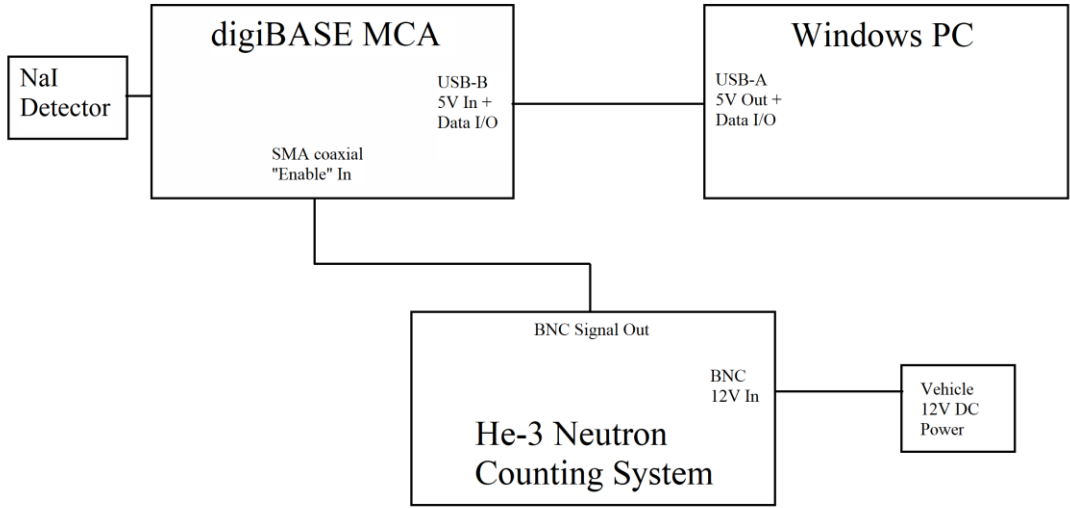 digiBASE MCA
Windows PC
NaI
Detector
USB-B
5V In +
Data I/O
USB-A
5V Out +
Data I/O
SMA coaxial
"Enable" In
BNC Signal Out
BNC
12V In
Vehicle
12V DC
Power
He-3 Neutron
Counting System